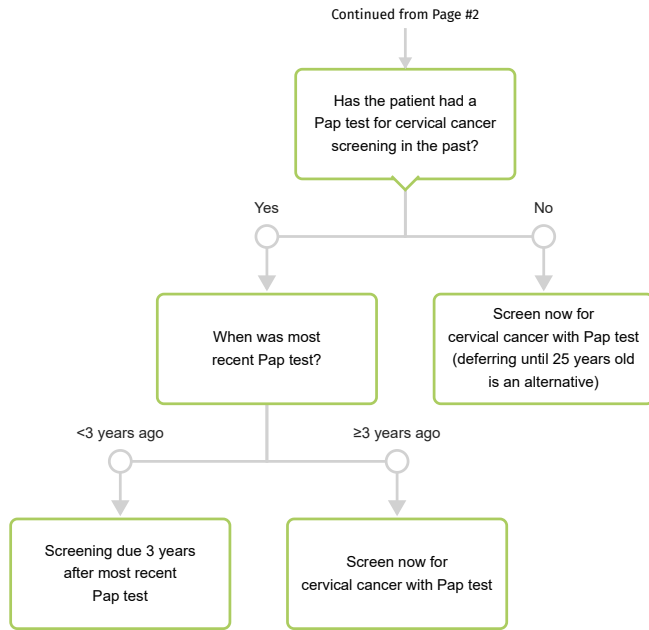 Continued from Page #2
Has the patient had a
Pap test for cervical cancer
screening in the past?
Yes
No
When was most
recent Pap test?
Screen now for
cervical cancer with Pap test
(deferring until 25 years old
is an alternative)
<3 years ago
≥3 years ago
Screening due 3 years
after most recent
Pap test
Screen now for
cervical cancer with Pap test